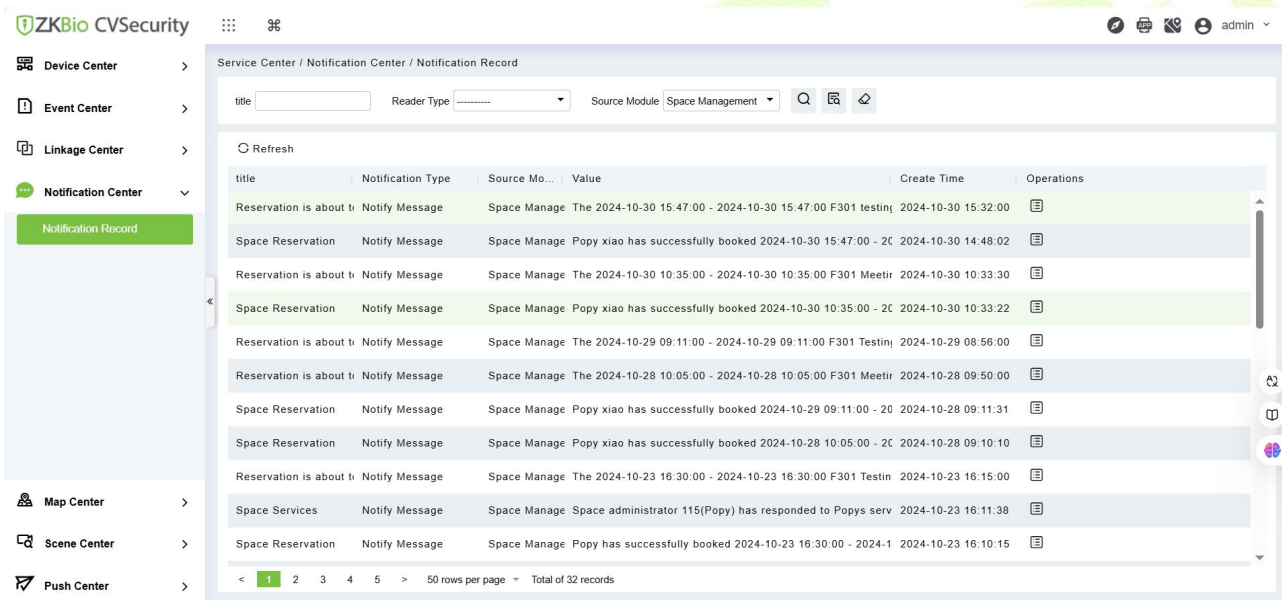 ZKBio CVSecurity
admin
Device Center
Event Center
Linkage Center
Notification Center
Notification Record
Map Center
Scene Center
Push Center
Service Center / Notification Center / Notification Record
title Reader Type ---------- Source Module Space Management
Refresh
title Notification Type Source Mo... Value Create Time Operations
Reservation is about Notify Message Space Manage The 2024-10-30 15:47:00 - 2024-10-30 15:47:00 F301 testing 2024-10-30 15:32:00
Space Reservation Notify Message Space Manage Popy xiao has successfully booked 2024-10-30 15:47:00 - 2024-10-30 14:48:02
Reservation is about Notify Message Space Manage The 2024-10-30 10:35:00 - 2024-10-30 10:35:00 F301 Meetin 2024-10-30 10:33:30
Space Reservation Notify Message Space Manage Popy xiao has successfully booked 2024-10-30 10:35:00 - 2024-10-30 10:33:22
Reservation is about Notify Message Space Manage The 2024-10-29 09:11:00 - 2024-10-29 09:11:00 F301 Testing 2024-10-29 08:56:00
Reservation is about Notify Message Space Manage The 2024-10-28 10:05:00 - 2024-10-28 10:05:00 F301 Meetin 2024-10-28 09:50:00
Space Reservation Notify Message Space Manage Popy xiao has successfully booked 2024-10-29 09:11:00 - 20 2024-10-28 09:11:31
Space Reservation Notify Message Space Manage Popy xiao has successfully booked 2024-10-28 10:05:00 - 2024-10-28 09:10:10
Reservation is about Notify Message Space Manage The 2024-10-23 16:30:00 - 2024-10-23 16:30:00 F301 Testin 2024-10-23 16:15:00
Space Services Notify Message Space Manage Space administrator 115(Popy) has responded to Popys serv 2024-10-23 16:11:38
Space Reservation Notify Message Space Manage Popy has successfully booked 2024-10-23 16:30:00 - 2024-1 2024-10-23 16:10:15
< 1 2 3 4 5 > 50 rows per page Total of 32 records